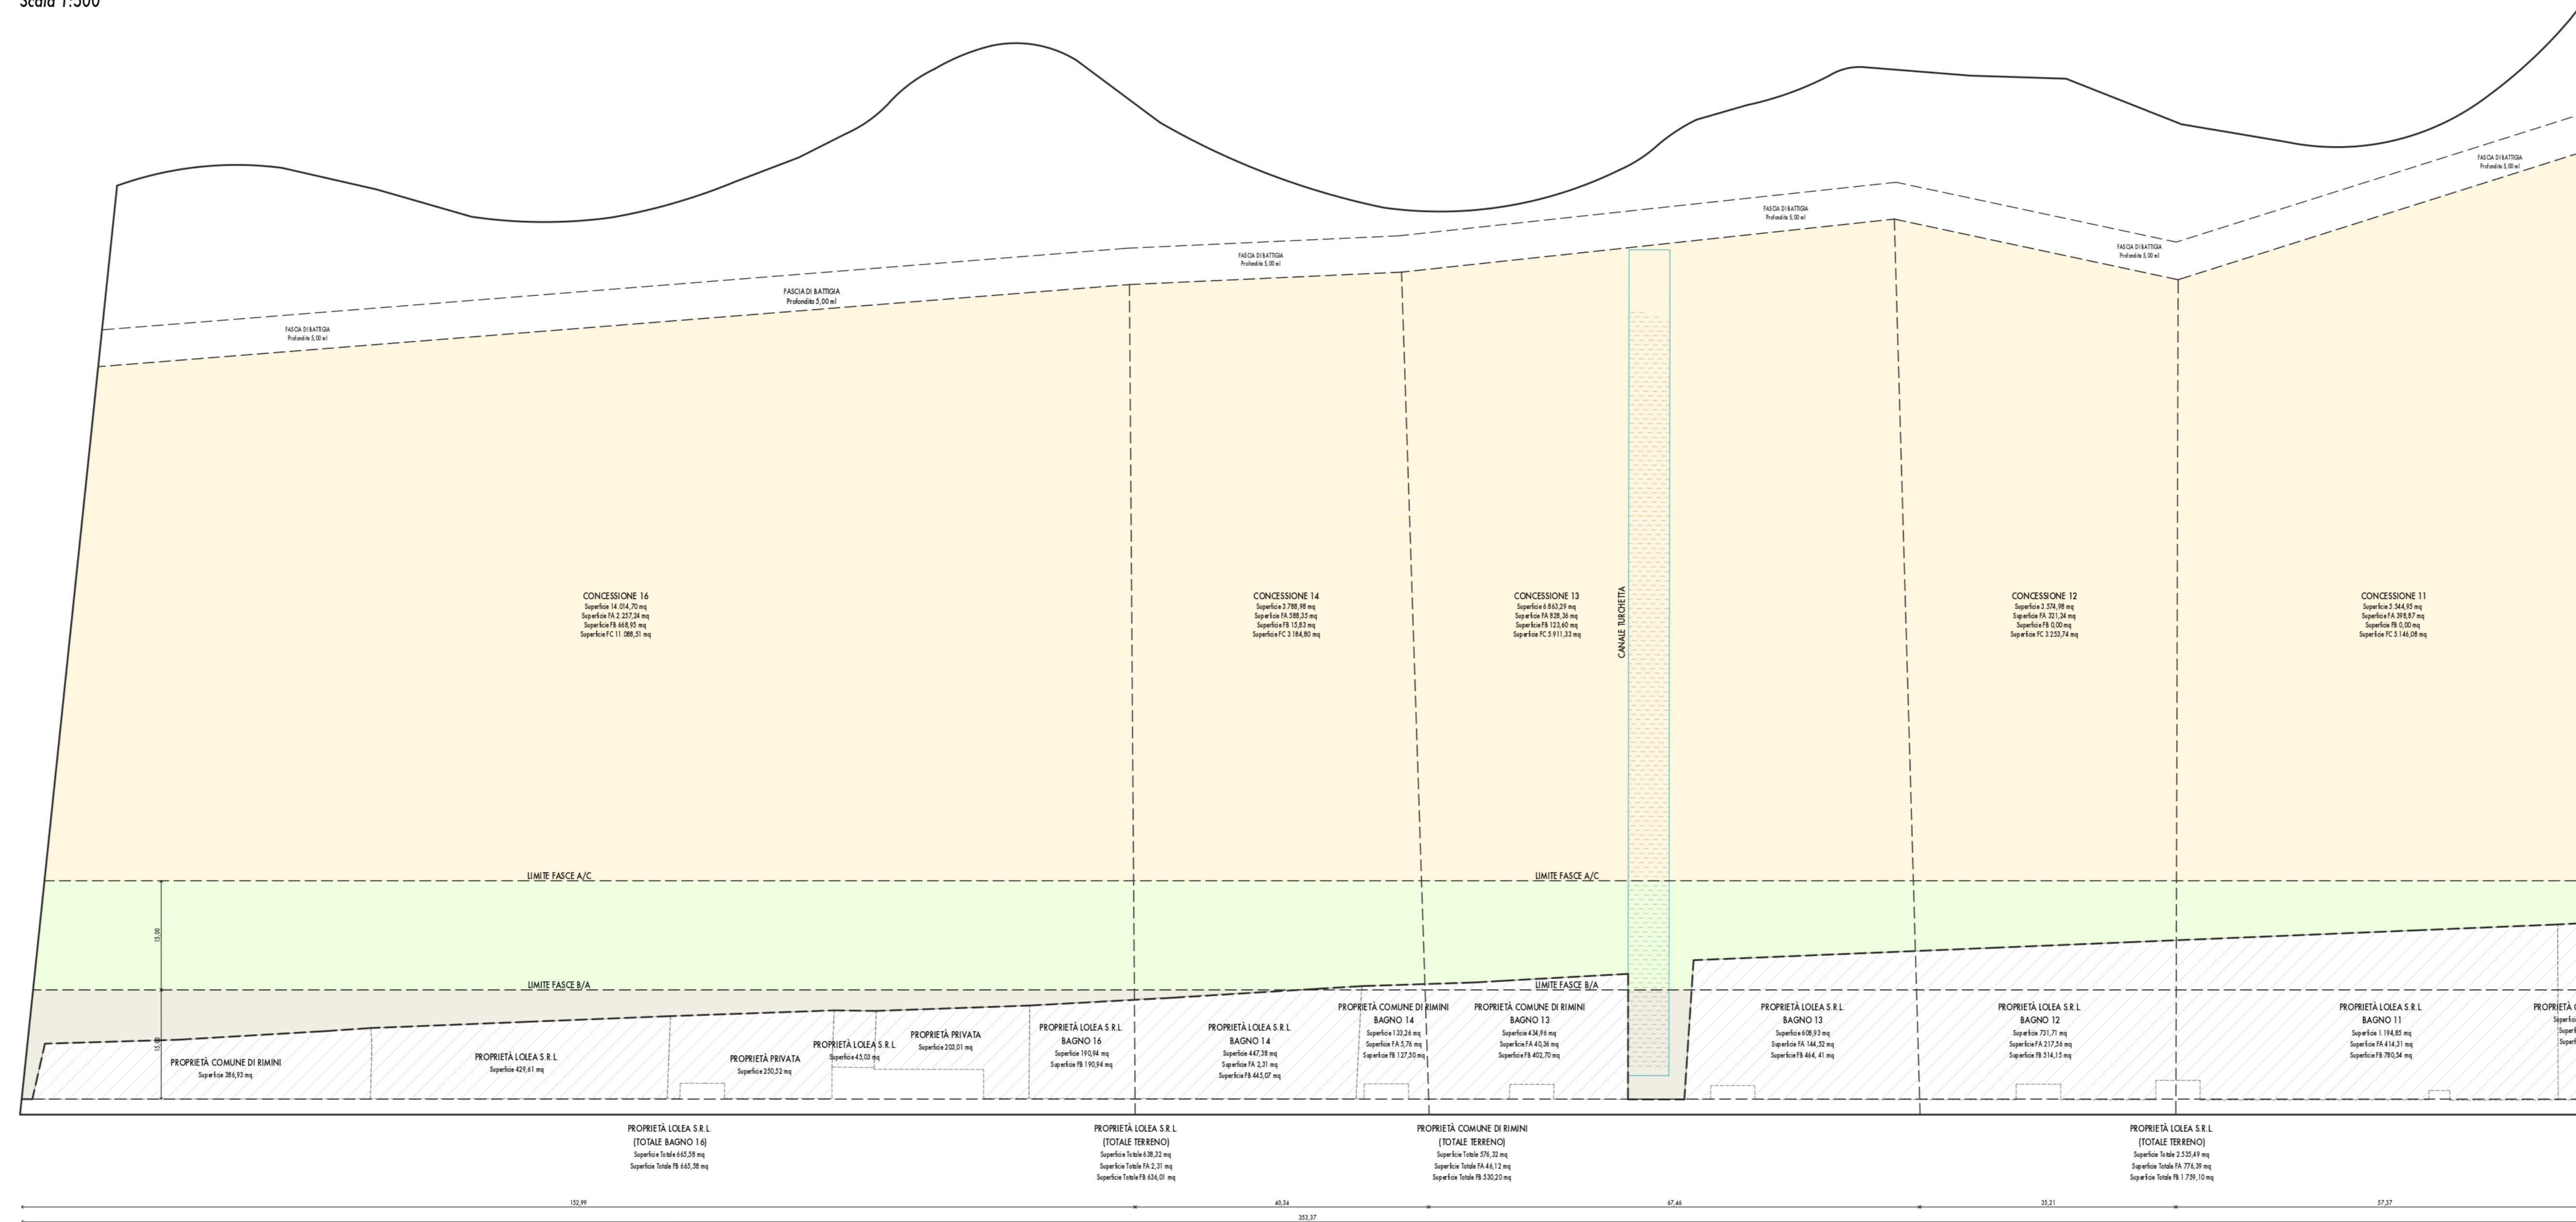 Scala 1:500
FASCIA DI BATTIGIA
Profondita 5,00 ml
FASCIA DI BATTIGIA
Profondita 5,00 ml
FASCIA DI BATTIGIA
Profondita 5,00 ml
FASCIA DI BATTIGIA
Profondita 5,00 ml
FASCIA DI BATTIGIA
Profondita 5,00 ml
FASCIA DI BATTIGIA
Profondita 5,00 ml
CONCESSIONE 16
Superficie 14.014,70 mq
Superficie FA 2.257,24 mq
Superficie FB 668,95 mq
Superficie FC 11.088,51 mq
CONCESSIONE 14
Superficie 3.788,98 mq
Superficie FA 588,35 mq
Superficie FB 15,83 mq
Superficie FC 3.184,80 mq
CONCESSIONE 13
Superficie 6.863,29 mq
Superficie FA 828,36 mq
Superficie FB 123,60 mq
Superficie FC 5.911,33 mq
CANALE TURCHETTA
CONCESSIONE 12
Superficie 3.574,98 mq
Superficie FA 321,24 mq
Superficie FB 0,00 mq
Superficie FC 3.253,74 mq
CONCESSIONE 11
Superficie 5.544,95 mq
Superficie FA 398,87 mq
Superficie FB 0,00 mq
Superficie FC 5.146,08 mq
LIMITE FASCE A/C
LIMITE FASCE A/C
15,00
LIMITE FASCE B/A
LIMITE FASCE B/A
15,00
PROPRIETÀ COMUNE DI RIMINI
Superficie 386,93 mq
PROPRIETÀ LOLEA S.R.L.
Superficie 429,61 mq
PROPRIETÀ PRIVATA
Superficie 250,52 mq
PROPRIETÀ LOLEA S.R.L.
Superficie 45,03 mq
PROPRIETÀ PRIVATA
Superficie 203,01 mq
PROPRIETÀ LOLEA S.R.L.
BAGNO 16
Superficie 190,94 mq
Superficie FB 190,94 mq
PROPRIETÀ LOLEA S.R.L.
BAGNO 14
Superficie 447,38 mq
Superficie FA 2,31 mq
Superficie FB 445,07 mq
PROPRIETÀ COMUNE DI RIMINI
BAGNO 14
Superficie 133,26 mq
Superficie FA 5,76 mq
Superficie FB 127,50 mq
PROPRIETÀ COMUNE DI RIMINI
BAGNO 13
Superficie 434,96 mq
Superficie FA 40,36 mq
Superficie FB 402,70 mq
PROPRIETÀ LOLEA S.R.L.
BAGNO 13
Superficie 608,93 mq
Superficie FA 144,52 mq
Superficie FB 464,41 mq
PROPRIETÀ LOLEA S.R.L.
BAGNO 12
Superficie 731,71 mq
Superficie FA 217,56 mq
Superficie FB 514,15 mq
PROPRIETÀ LOLEA S.R.L.
BAGNO 11
Superficie 1.194,85 mq
Superficie FA 414,31 mq
Superficie FB 780,54 mq
PROPRIETÀ
PROPRIETÀ LOLEA S.R.L.
(TOTALE BAGNO 16)
Superficie Totale 665,58 mq
Superficie Totale FB 665,58 mq
PROPRIETÀ LOLEA S.R.L.
(TOTALE TERRENO)
Superficie Totale 638,32 mq
Superficie Totale FA 2,31 mq
Superficie Totale FB 636,01 mq
PROPRIETÀ COMUNE DI RIMINI
(TOTALE TERRENO)
Superficie Totale 576,32 mq
Superficie Totale FA 46,12 mq
Superficie Totale FB 530,20 mq
PROPRIETÀ LOLEA S.R.L.
(TOTALE TERRENO)
Superficie Totale 2.535,49 mq
Superficie Totale FA 776,39 mq
Superficie Totale FB 1.759,10 mq
152,99
40,34
67,46
35,21
57,37
353,37